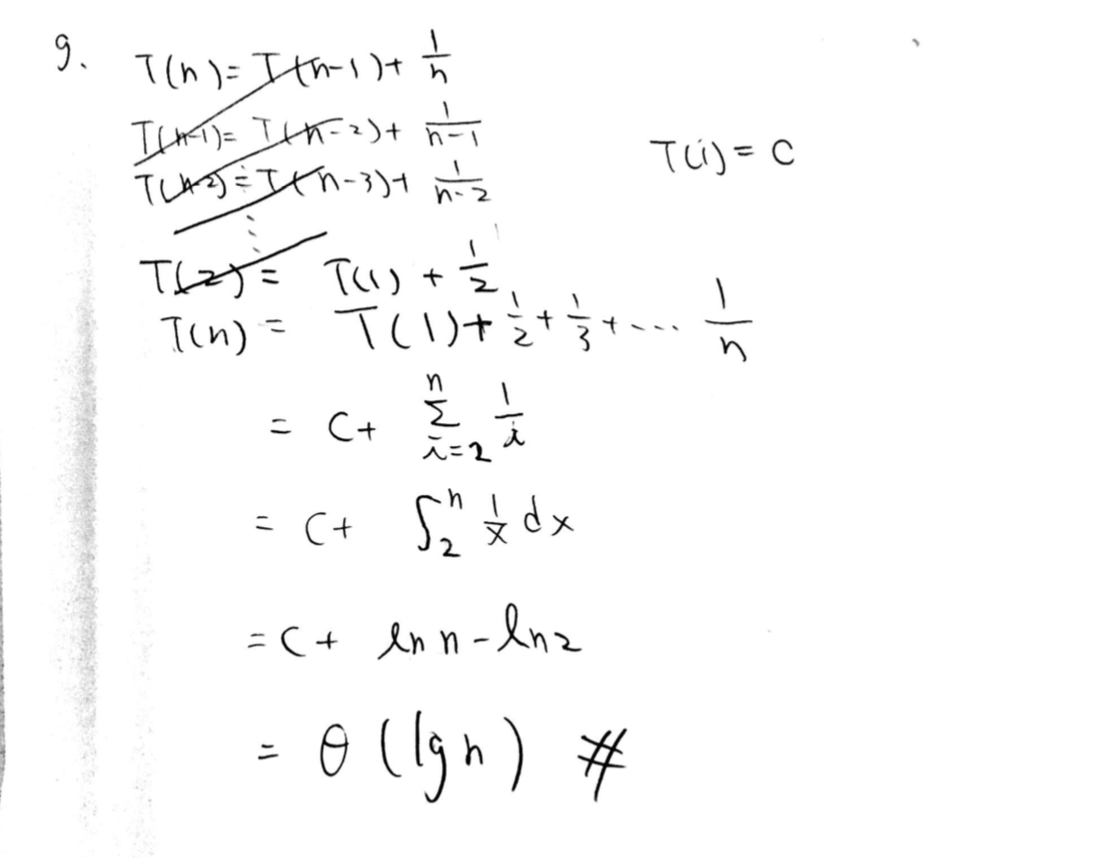 9. T(n)= T(n-1)+ 1/n
T(n-1)= T(n-2)+ 1/(n-1)
T(n-2)= T(n-3)+ 1/(n-2)
⋮
T(2)= T(1) + 1/2
T(1)= C
T(n) = T(1)+ 1/2 + 1/3 + ... 1/n
= C+ Σ_{i=2}^{n} 1/i
= C+ ∫_2^n 1/x dx
= C+ ln n - ln 2
= θ (lg n) #